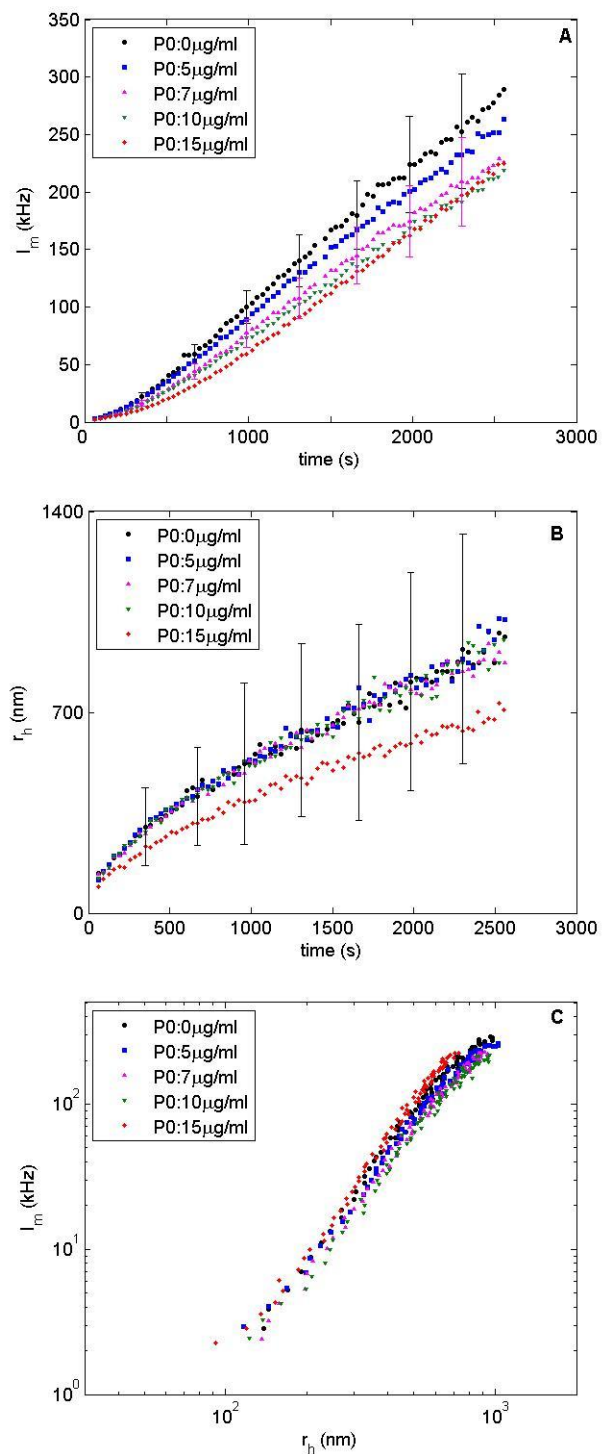 350
300
250
200
150
100
50
0
I_m (kHz)
P0:0μg/ml
P0:5μg/ml
P0:7μg/ml
P0:10μg/ml
P0:15μg/ml
A
0 1000 2000 3000
time (s)
1400
700
0
r_h (nm)
P0:0μg/ml
P0:5μg/ml
P0:7μg/ml
P0:10μg/ml
P0:15μg/ml
B
0 500 1000 1500 2000 2500 3000
time (s)
10^2
10^1
10^0
I_m (kHz)
P0:0μg/ml
P0:5μg/ml
P0:7μg/ml
P0:10μg/ml
P0:15μg/ml
C
10^2 10^3
r_h (nm)